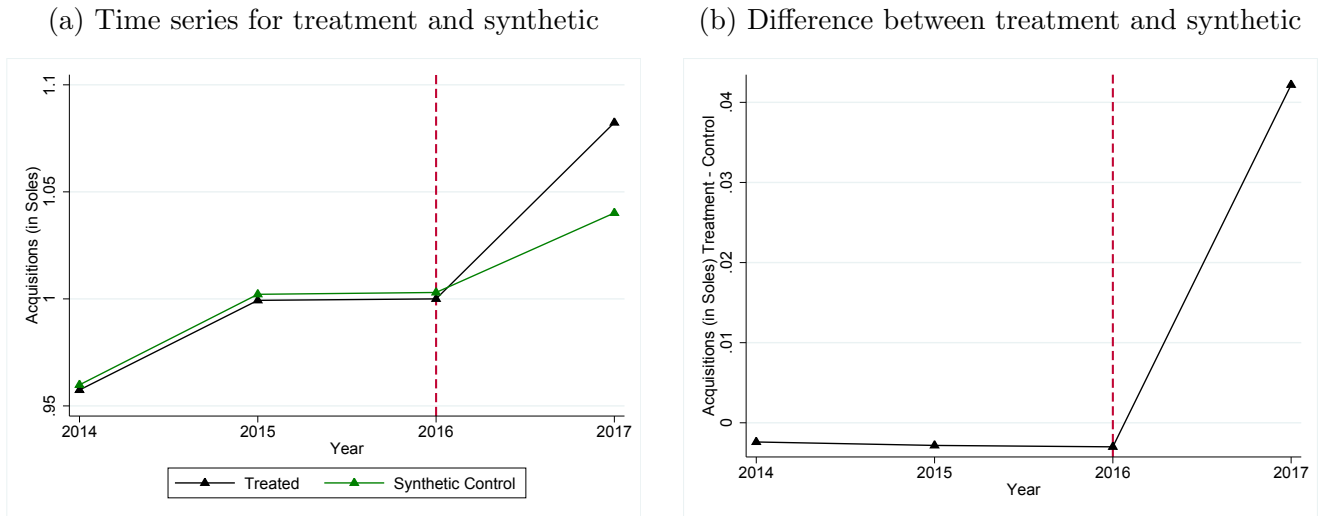 (a) Time series for treatment and synthetic
Acquisitions (in Soles)
1.1
1.05
1
.95
2014 2015 2016 2017
Year
Treated Synthetic Control
(b) Difference between treatment and synthetic
Acquisitions (in Soles) Treatment - Control
.04
.03
.02
.01
0
2014 2015 2016 2017
Year